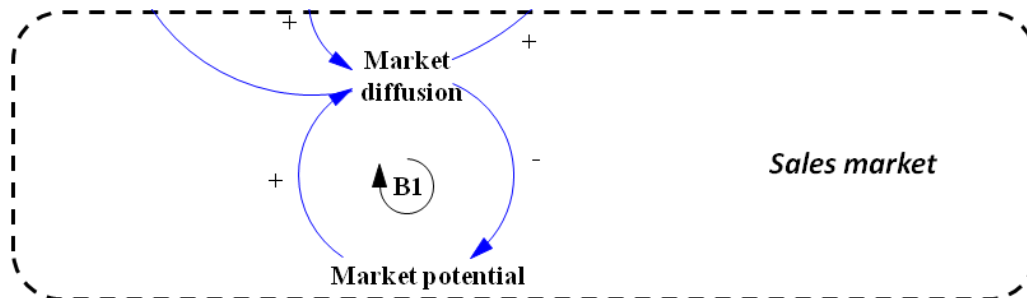 +
+
Market
diffusion
-
Sales market
+
B1
Market potential